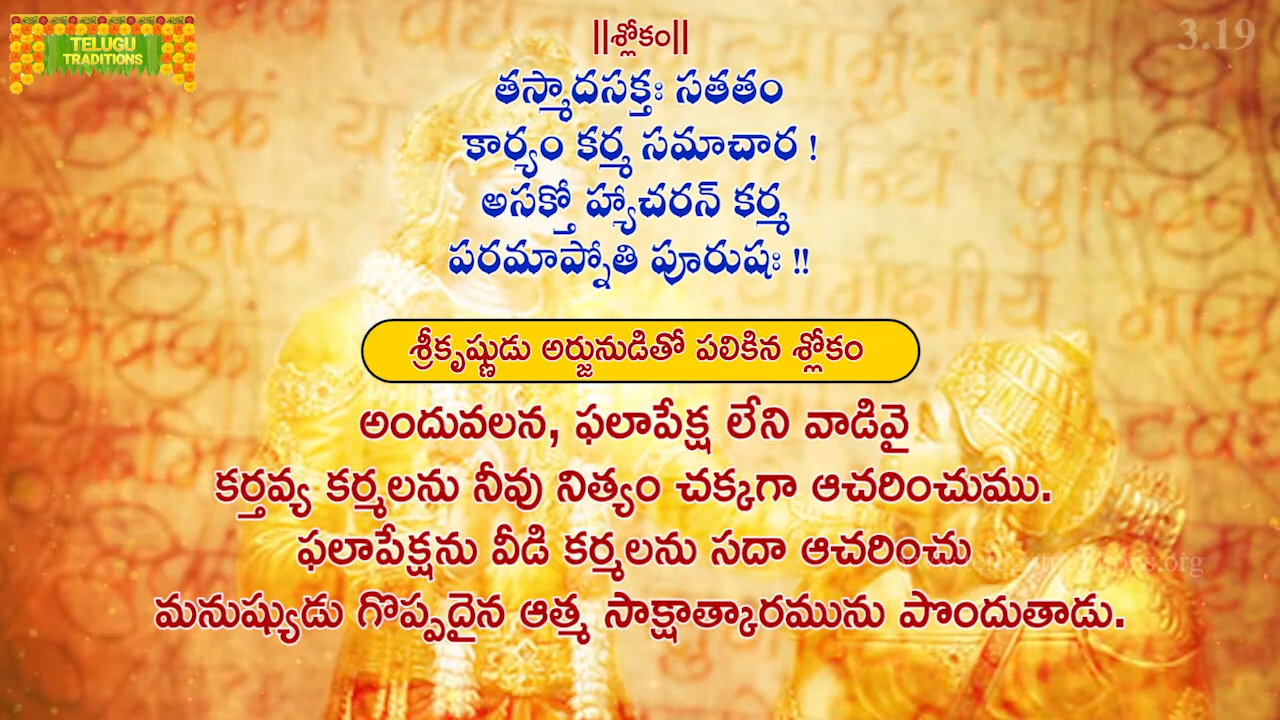 TELUGU
TRADITIONS
||శ్లోకం||
3.19
తస్మాదసక్తః సతతం
కార్యం కర్మ సమాచార !
అసక్తో హ్యాచరన్ కర్మ
పరమాప్నోతి పూరుషః !!
శ్రీకృష్ణుడు అర్జునుడితో పలికిన శ్లోకం
అందువలన, ఫలాపేక్ష లేని వాడివై
కర్తవ్య కర్మలను నీవు నిత్యం చక్కగా ఆచరించుము.
ఫలాపేక్షను వీడి కర్మలను సదా ఆచరించు
మనుష్యుడు గొప్పదైన ఆత్మ సాక్షాత్కారమును పొందుతాడు.